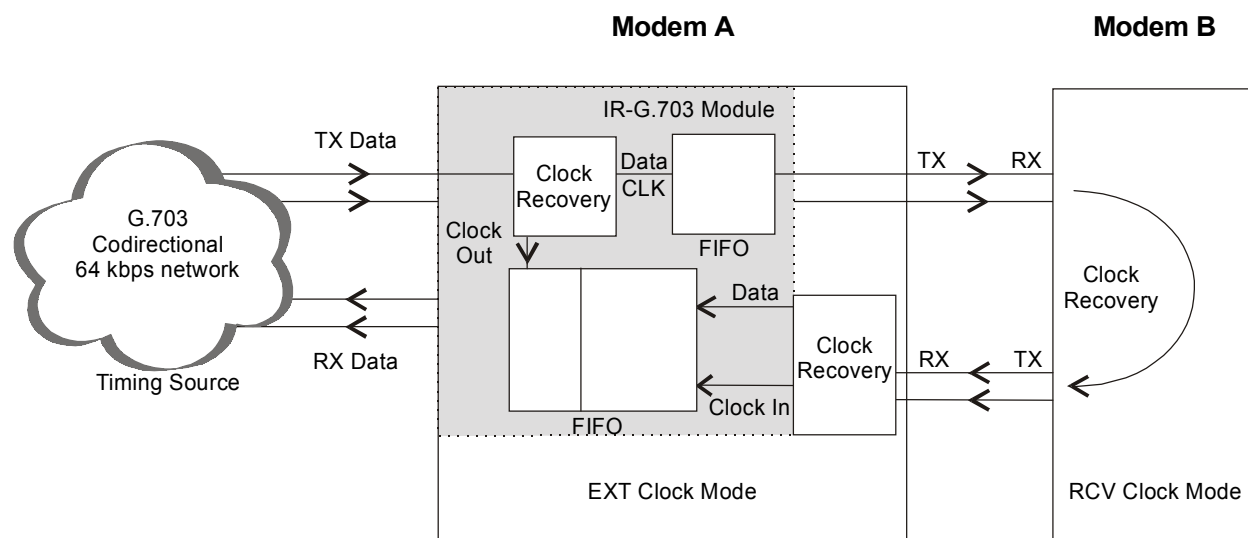 Modem A
Modem B
IR-G.703 Module
TX Data
Clock
Recovery
Data
CLK
TX
RX
G.703
Codirectional
64 kbps network
Clock
Out
FIFO
Clock
Recovery
Data
RX Data
Timing Source
Clock
Recovery
RX
TX
Clock In
FIFO
EXT Clock Mode
RCV Clock Mode